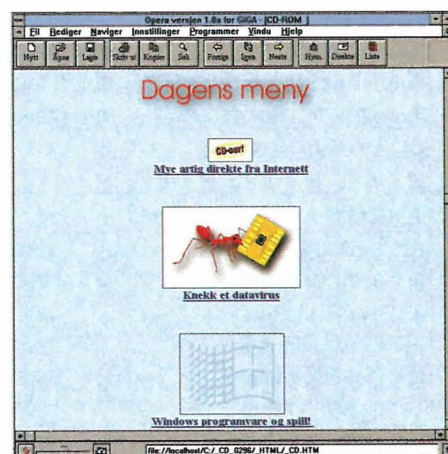 Opera versjon 1.0a for GiGA - [CD-ROM ]
Fil Rediger Naviger Innstillinger Programmer Vindu Hjelp
Nytt Åpne Lagre Skriv ut Kopier Søk Forrige Igjen Neste Hjem Direkte Liste
Dagens meny
CD-surf
Mye artig direkte fra Internett
Knekk et datavirus
Windows programvare og spill!
file://localhost/C:/_CD_0296/_HTML/_CD.HTM